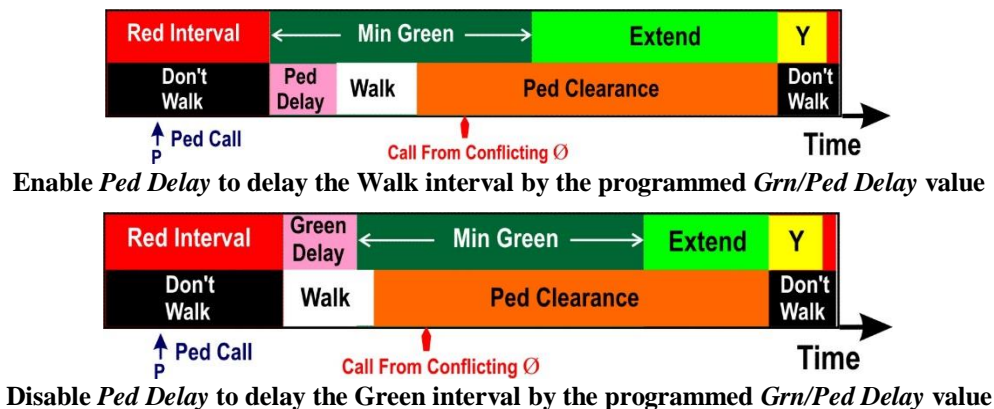 Red Interval Min Green Extend Y
Don't Walk Ped Delay Walk Ped Clearance Don't Walk
P Ped Call
Call From Conflicting Ø
Time
Enable Ped Delay to delay the Walk interval by the programmed Grn/Ped Delay value
Red Interval Green Delay Min Green Extend Y
Don't Walk Walk Ped Clearance Don't Walk
P Ped Call
Call From Conflicting Ø
Time
Disable Ped Delay to delay the Green interval by the programmed Grn/Ped Delay value